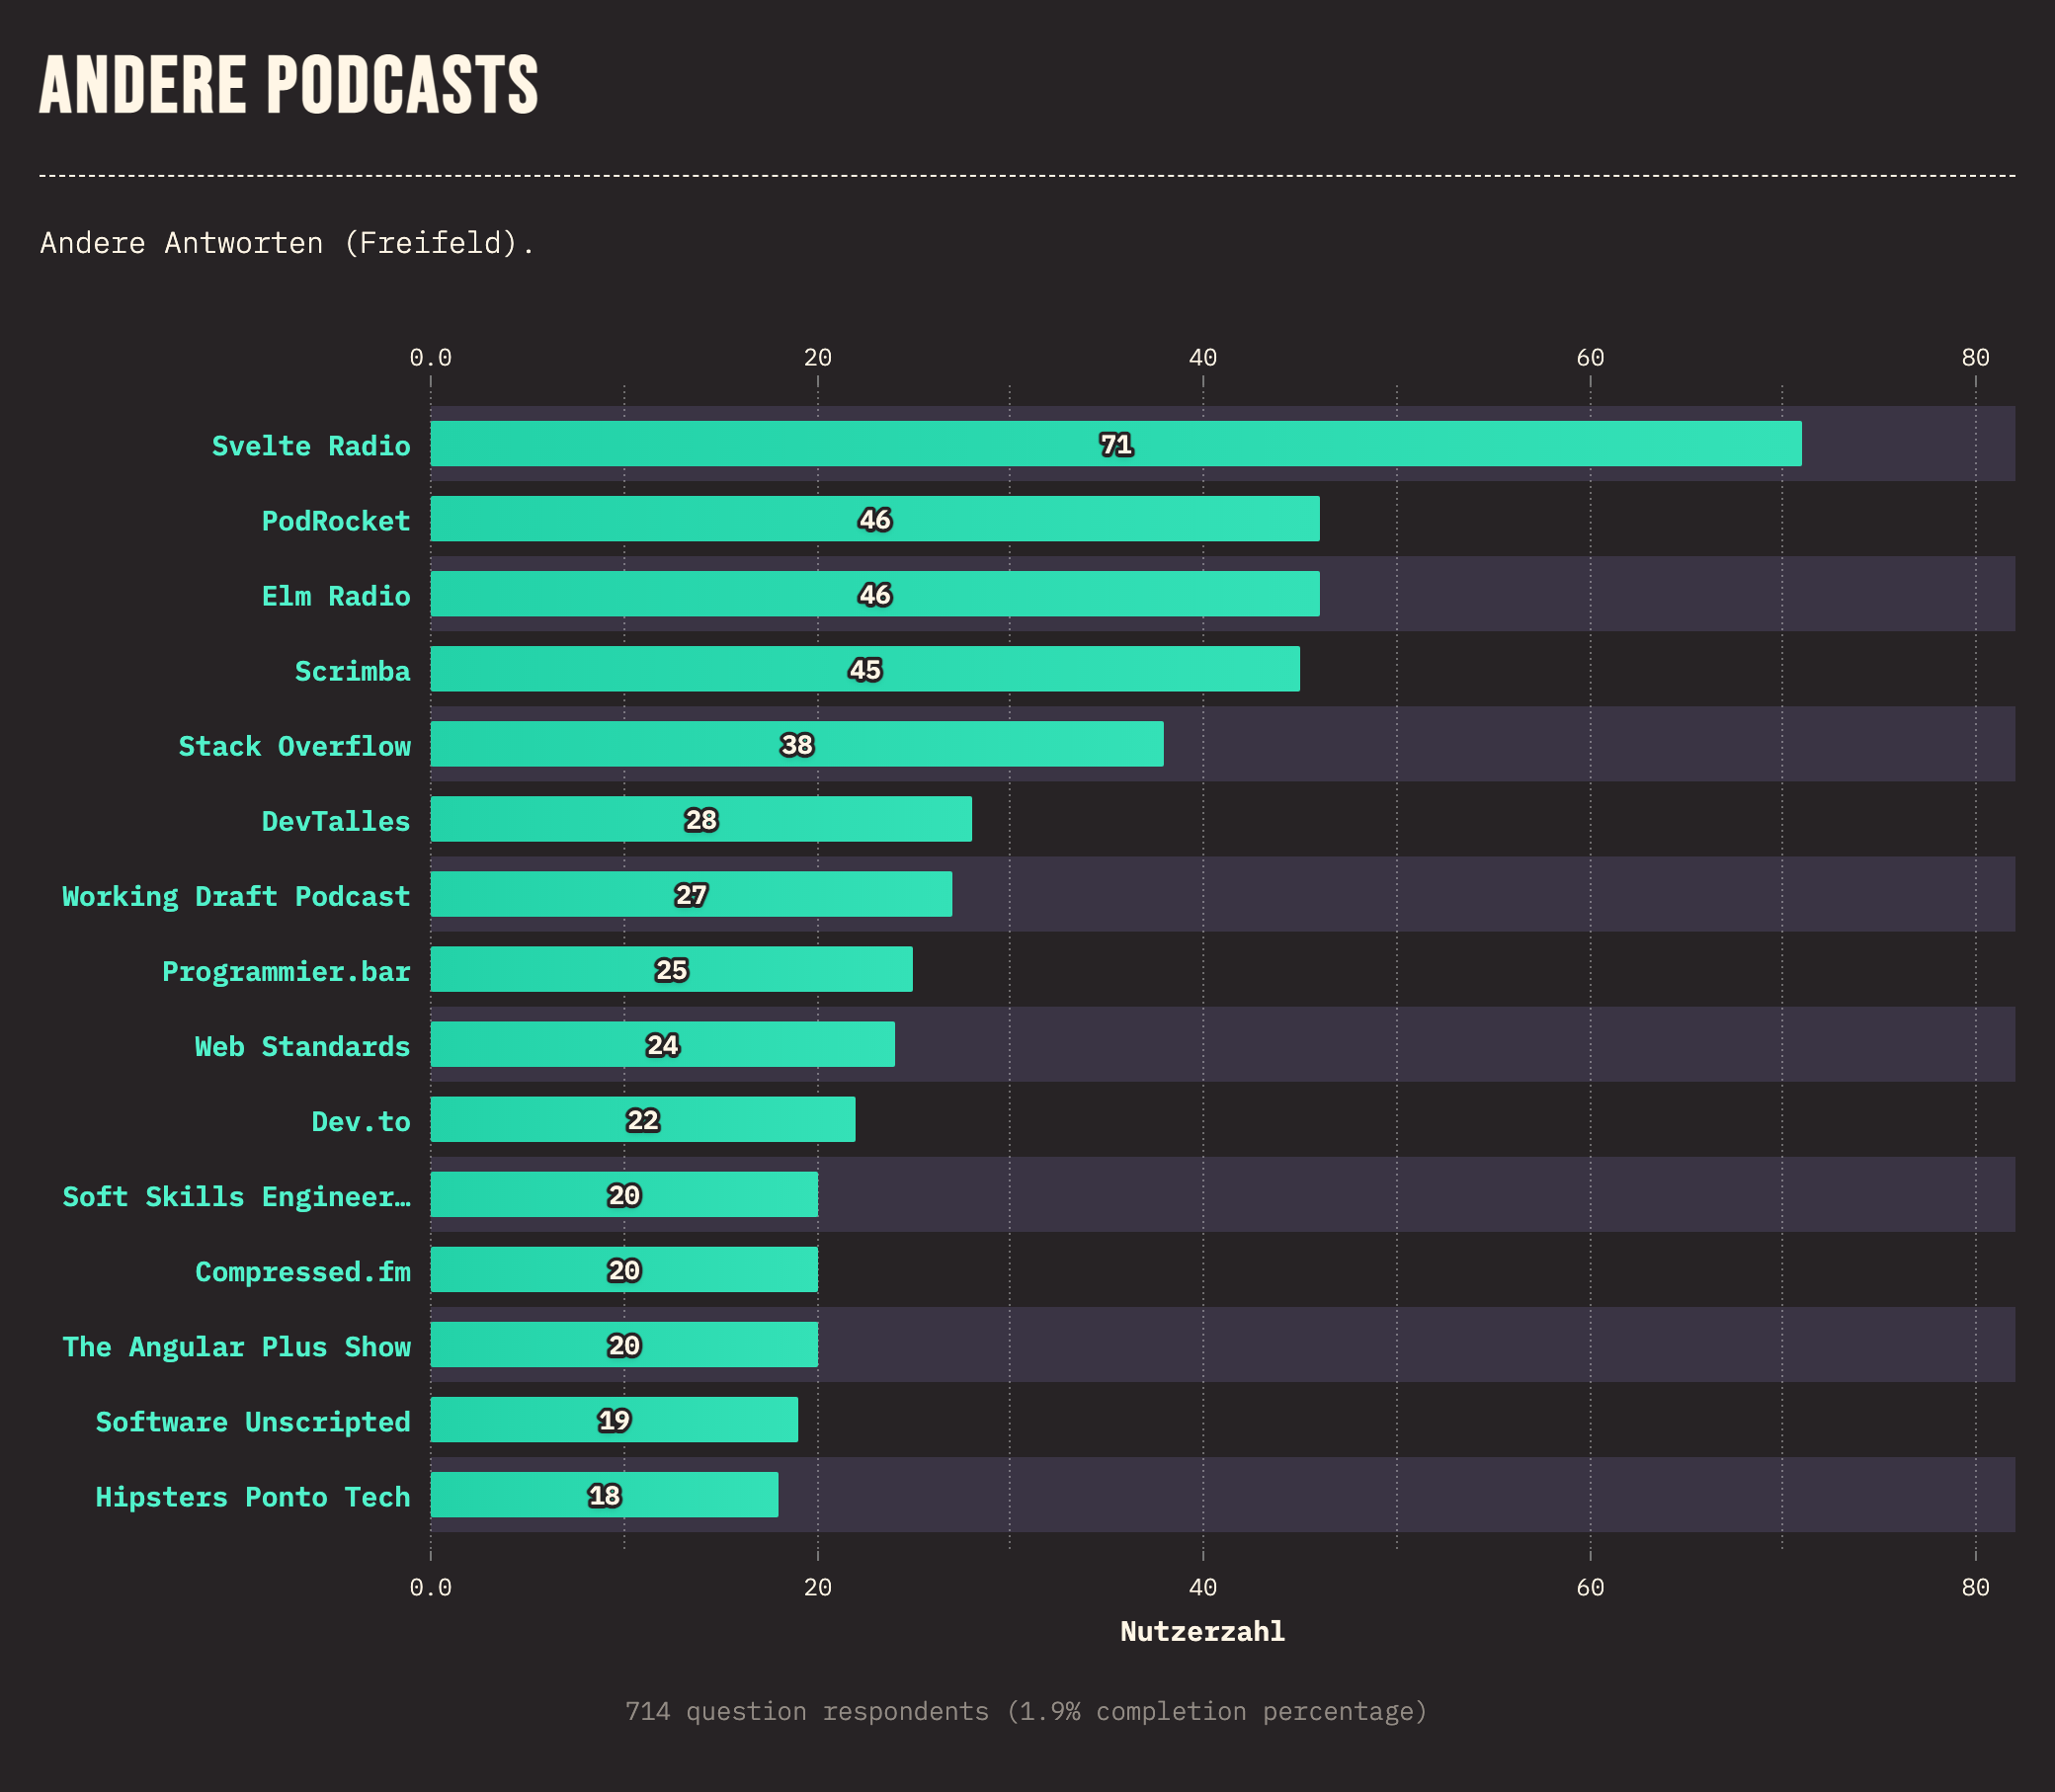 ANDERE PODCASTS
Andere Antworten (Freifeld).
0.0 20 40 60 80
Svelte Radio 71
PodRocket 46
Elm Radio 46
Scrimba 45
Stack Overflow 38
DevTalles 28
Working Draft Podcast 27
Programmier.bar 25
Web Standards 24
Dev.to 22
Soft Skills Engineer… 20
Compressed.fm 20
The Angular Plus Show 20
Software Unscripted 19
Hipsters Ponto Tech 18
0.0 20 40 60 80
Nutzerzahl
714 question respondents (1.9% completion percentage)